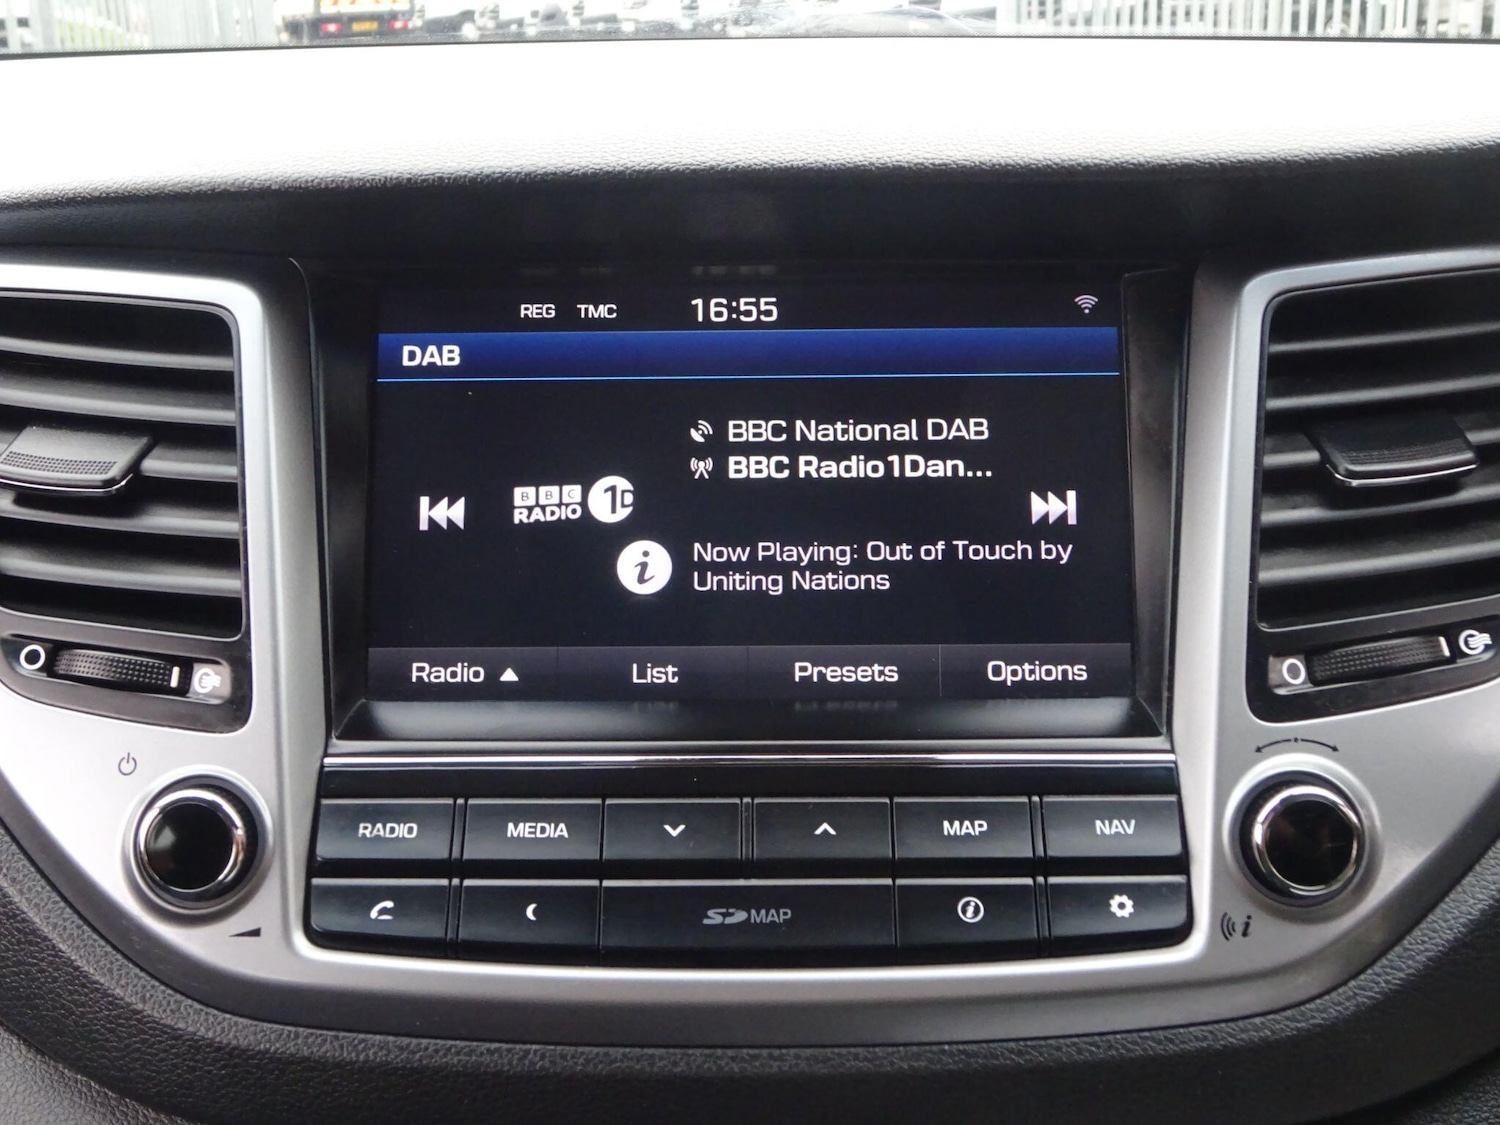 REG TMC 16:55
DAB
BBC National DAB
BBC Radio1Dan...
BBC
RADIO 1D
i Now Playing: Out of Touch by
Uniting Nations
Radio List Presets Options
RADIO MEDIA MAP NAV
SD MAP i
i